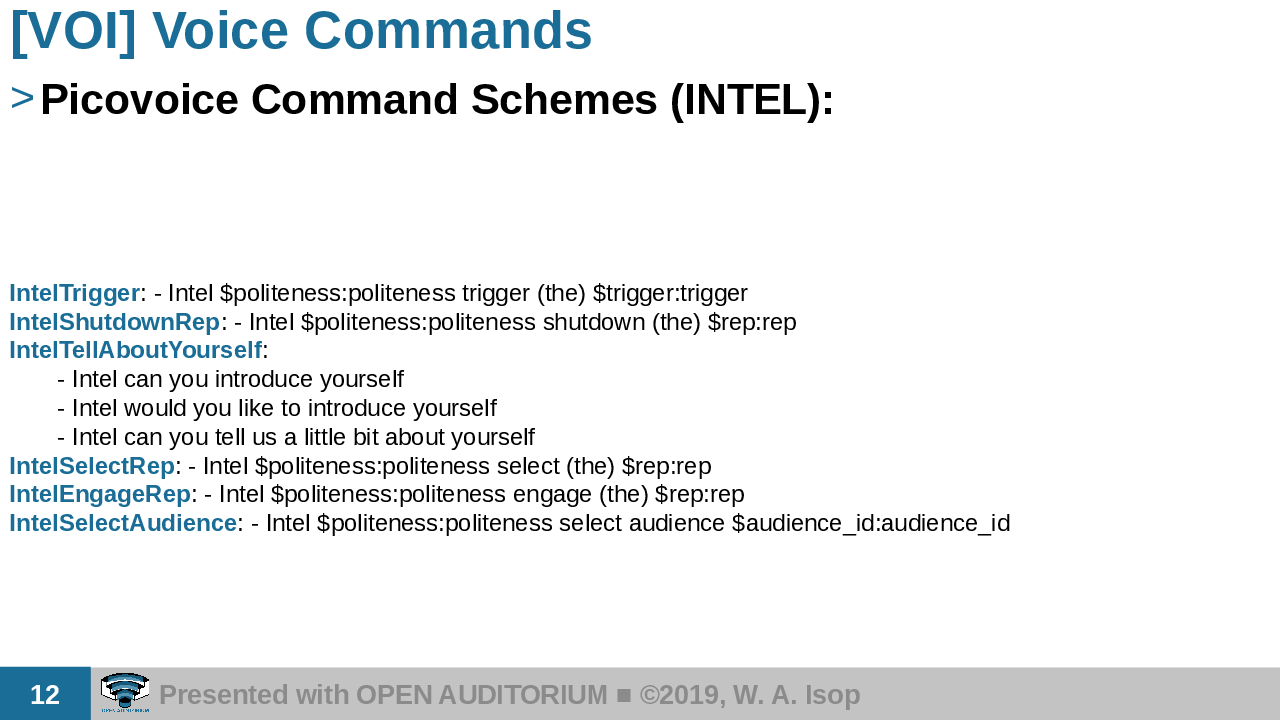 [VOI] Voice Commands
> Picovoice Command Schemes (INTEL):
IntelTrigger: - Intel $politeness:politeness trigger (the) $trigger:trigger
IntelShutdownRep: - Intel $politeness:politeness shutdown (the) $rep:rep
IntelTellAboutYourself:
- Intel can you introduce yourself
- Intel would you like to introduce yourself
- Intel can you tell us a little bit about yourself
IntelSelectRep: - Intel $politeness:politeness select (the) $rep:rep
IntelEngageRep: - Intel $politeness:politeness engage (the) $rep:rep
IntelSelectAudience: - Intel $politeness:politeness select audience $audience_id:audience_id
12 OPEN AUDITORIUM Presented with OPEN AUDITORIUM ■ ©2019, W. A. Isop